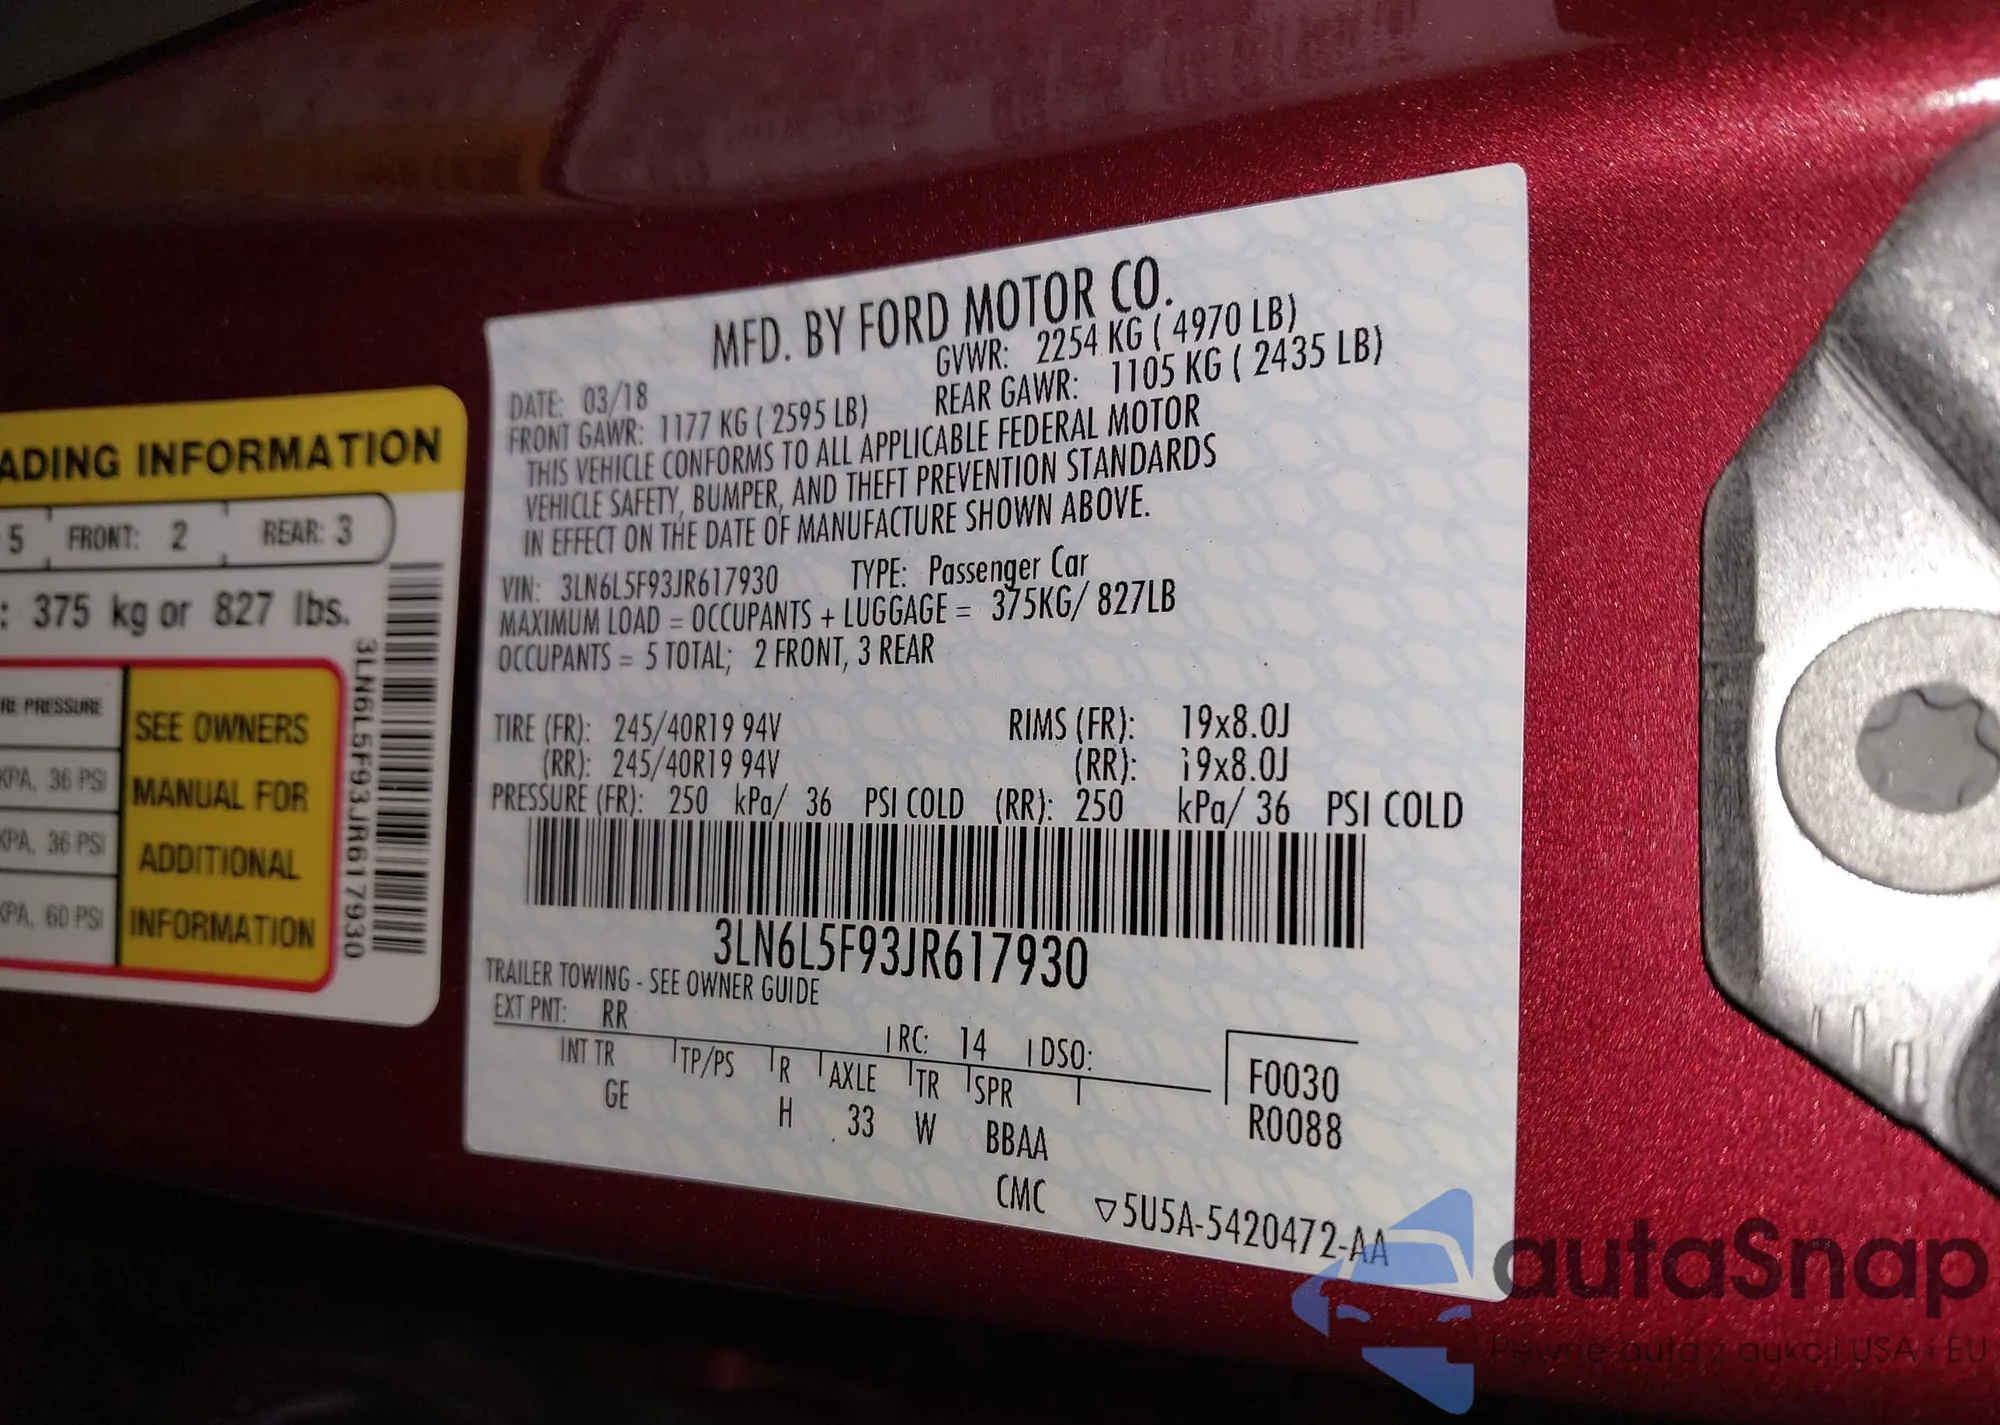 ADING INFORMATION
5 FRONT: 2 REAR: 3
: 375 kg or 827 lbs.
RE PRESSURE
KPA, 36 PSI
KPA, 36 PSI
KPA, 60 PSI
SEE OWNERS
MANUAL FOR
ADDITIONAL
INFORMATION
3LN6L5F93JR617930
MFD. BY FORD MOTOR CO.
DATE: 03/18 GVWR: 2254 KG ( 4970 LB)
FRONT GAWR: 1177 KG ( 2595 LB) REAR GAWR: 1105 KG ( 2435 LB)
THIS VEHICLE CONFORMS TO ALL APPLICABLE FEDERAL MOTOR
VEHICLE SAFETY, BUMPER, AND THEFT PREVENTION STANDARDS
IN EFFECT ON THE DATE OF MANUFACTURE SHOWN ABOVE.
VIN: 3LN6L5F93JR617930 TYPE: Passenger Car
MAXIMUM LOAD = OCCUPANTS + LUGGAGE = 375KG/ 827LB
OCCUPANTS = 5 TOTAL; 2 FRONT, 3 REAR
TIRE (FR): 245/40R19 94V RIMS (FR): 19x8.0J
(RR): 245/40R19 94V (RR): 19x8.0J
PRESSURE (FR): 250 kPa/ 36 PSI COLD (RR): 250 kPa/ 36 PSI COLD
3LN6L5F93JR617930
TRAILER TOWING - SEE OWNER GUIDE
EXT PNT: RR RC: 14 DSO:
INT TR TP/PS R AXLE TR SPR
GE H 33 W BBAA
F0030
R0088
CMC ▽5U5A-5420472-AA
autaSnap
Pewne auta z aukcji USA i EU